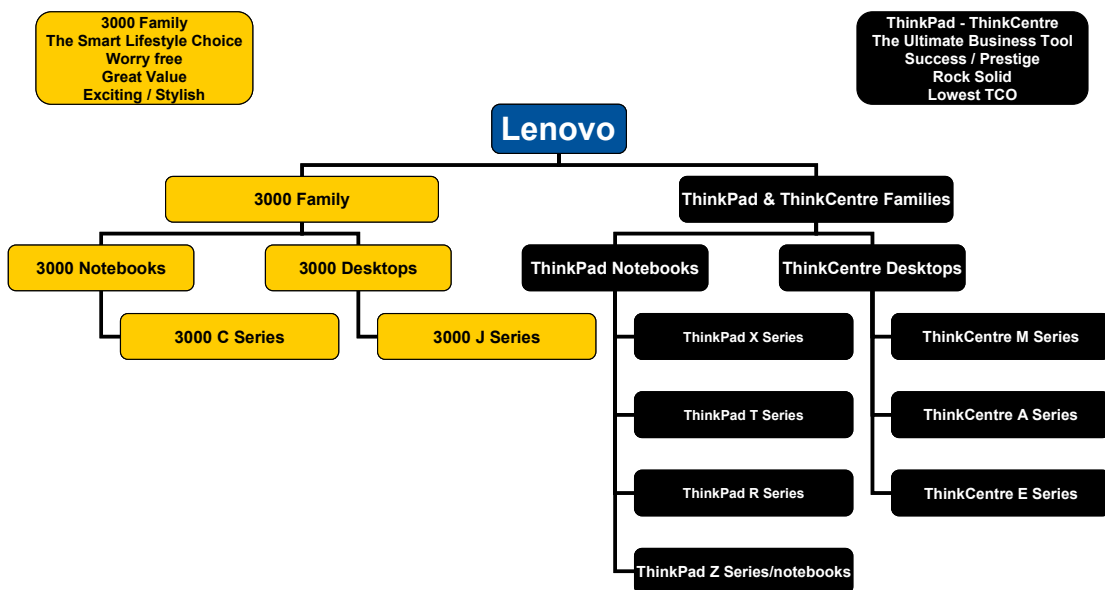 3000 Family
The Smart Lifestyle Choice
Worry free
Great Value
Exciting / Stylish
ThinkPad - ThinkCentre
The Ultimate Business Tool
Success / Prestige
Rock Solid
Lowest TCO
Lenovo
3000 Family
ThinkPad & ThinkCentre Families
3000 Notebooks
3000 Desktops
ThinkPad Notebooks
ThinkCentre Desktops
3000 C Series
3000 J Series
ThinkPad X Series
ThinkCentre M Series
ThinkPad T Series
ThinkCentre A Series
ThinkPad R Series
ThinkCentre E Series
ThinkPad Z Series/notebooks